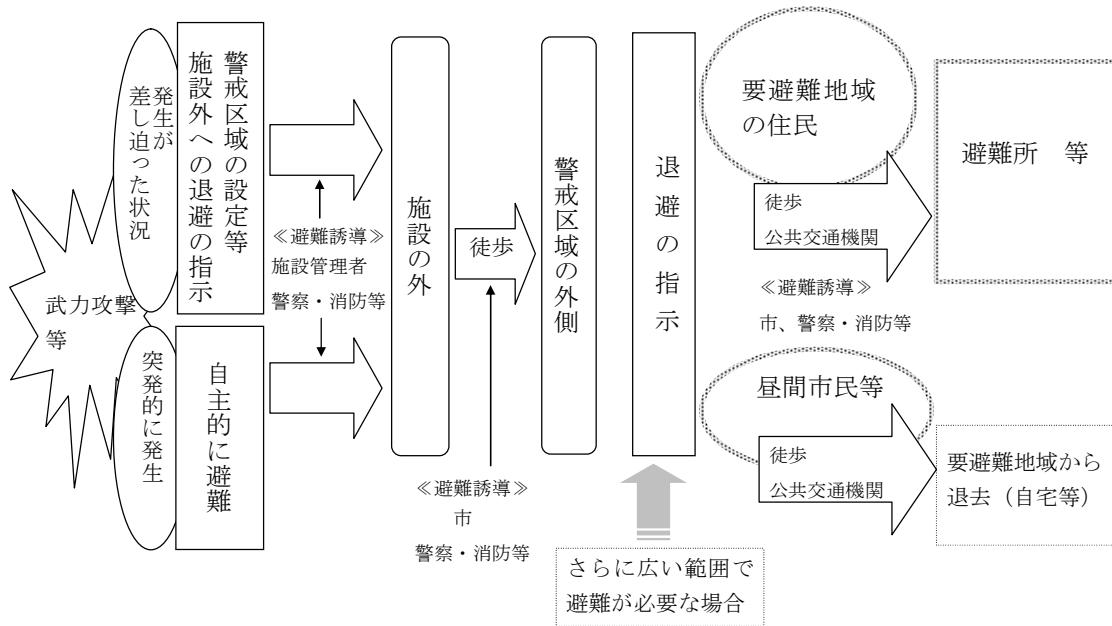 武力攻撃
等
発生が
差し迫った状況
警戒区域の設定等
施設外への退避の指示
突発的に発生
自主的に避難
≪避難誘導≫
施設管理者
警察・消防等
施設の外
徒歩
≪避難誘導≫
市
警察・消防等
警戒区域の外側
退避の指示
さらに広い範囲で
避難が必要な場合
要避難地域
の住民
徒歩
公共交通機関
≪避難誘導≫
市、警察・消防等
避難所　等
昼間市民等
徒歩
公共交通機関
要避難地域から
退去（自宅等）